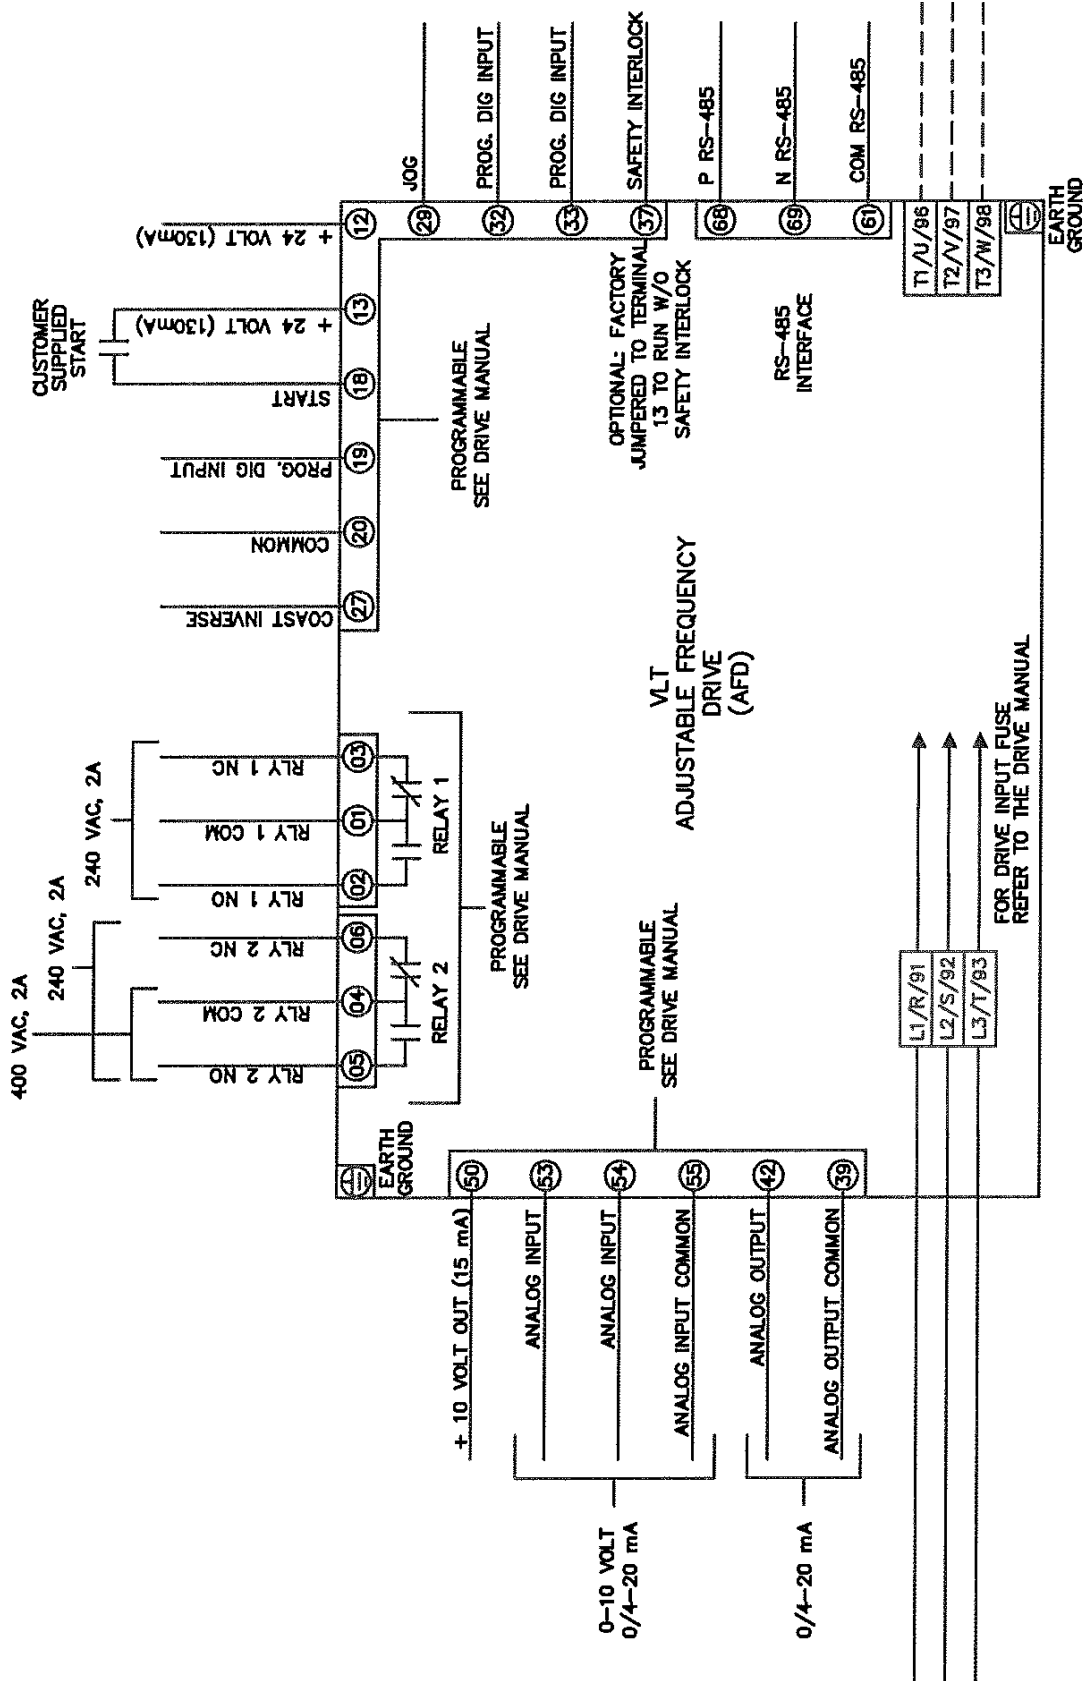 400 VAC, 2A
240 VAC, 2A
240 VAC, 2A
CUSTOMER
SUPPLIED
START
RLY 2 NO
RLY 2 COM
RLY 2 NC
RLY 1 NO
RLY 1 COM
RLY 1 NC
COAST INVERSE
COMMON
PROG. DIG INPUT
START
+ 24 VOLT (130mA)
+ 24 VOLT (130mA)
05
04
06
02
01
03
27
20
19
18
13
12
RELAY 2
RELAY 1
PROGRAMMABLE
SEE DRIVE MANUAL
PROGRAMMABLE
SEE DRIVE MANUAL
EARTH
GROUND
+ 10 VOLT OUT (15 mA)
50
ANALOG INPUT
53
ANALOG INPUT
54
ANALOG INPUT COMMON
55
ANALOG OUTPUT
42
ANALOG OUTPUT COMMON
39
0-10 VOLT
0/4-20 mA
0/4-20 mA
PROGRAMMABLE
SEE DRIVE MANUAL
VLT
ADJUSTABLE FREQUENCY
DRIVE
(AFD)
29
JOG
32
PROG. DIG INPUT
33
PROG. DIG INPUT
37
SAFETY INTERLOCK
OPTIONAL: FACTORY
JUMPERED TO TERMINAL
13 TO RUN W/O
SAFETY INTERLOCK
68
P RS-485
69
N RS-485
61
COM RS-485
RS-485
INTERFACE
L1/R/91
L2/S/92
L3/T/93
FOR DRIVE INPUT FUSE
REFER TO THE DRIVE MANUAL
T1/U/96
T2/V/97
T3/W/98
EARTH
GROUND